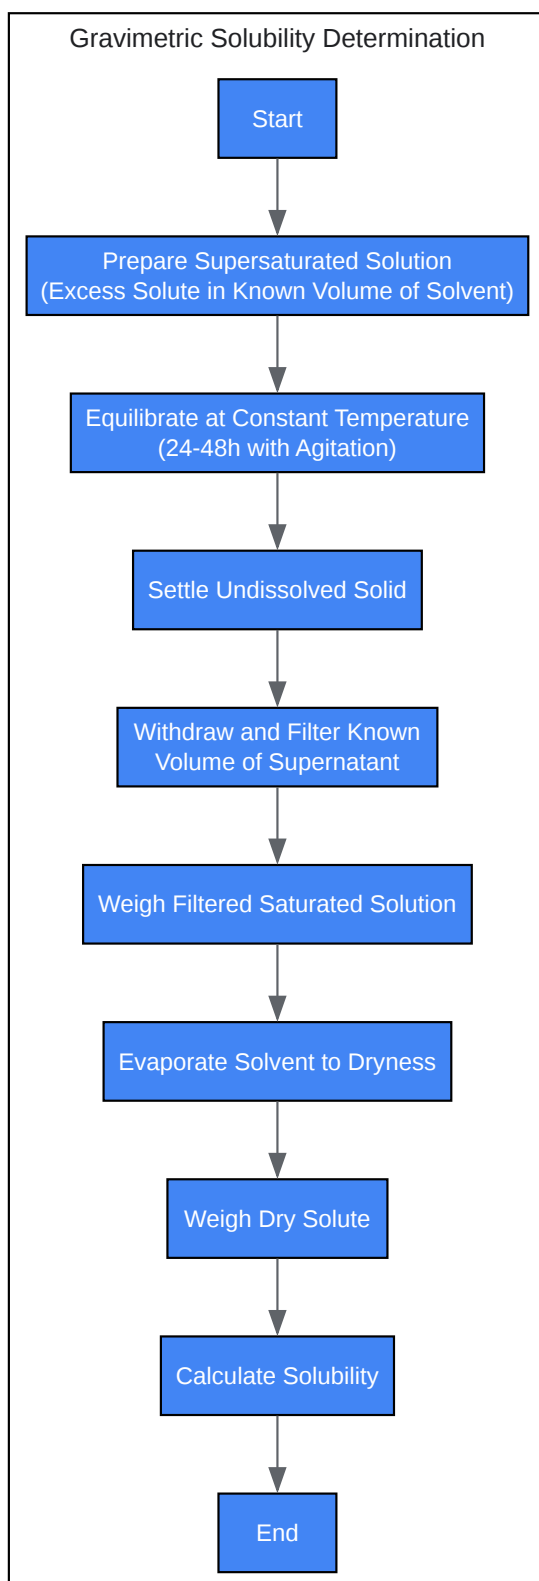 Gravimetric Solubility Determination
Start
Prepare Supersaturated Solution
(Excess Solute in Known Volume of Solvent)
Equilibrate at Constant Temperature
(24-48h with Agitation)
Settle Undissolved Solid
Withdraw and Filter Known
Volume of Supernatant
Weigh Filtered Saturated Solution
Evaporate Solvent to Dryness
Weigh Dry Solute
Calculate Solubility
End